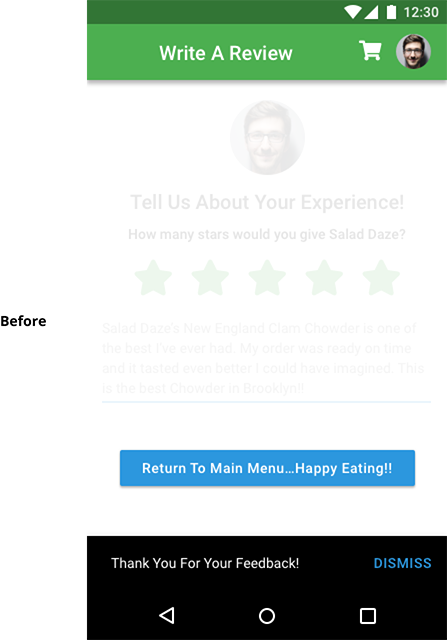 12:30
Write A Review
Tell Us About Your Experience!
How many stars would you give Salad Daze?
Before
Salad Daze's New England Clam Chowder is one of
the best I've ever had. My order was ready on time
and it tasted even better I could have imagined. This
is the best Chowder in Brooklyn!!
Return To Main Menu...Happy Eating!!
Thank You For Your Feedback!
DISMISS